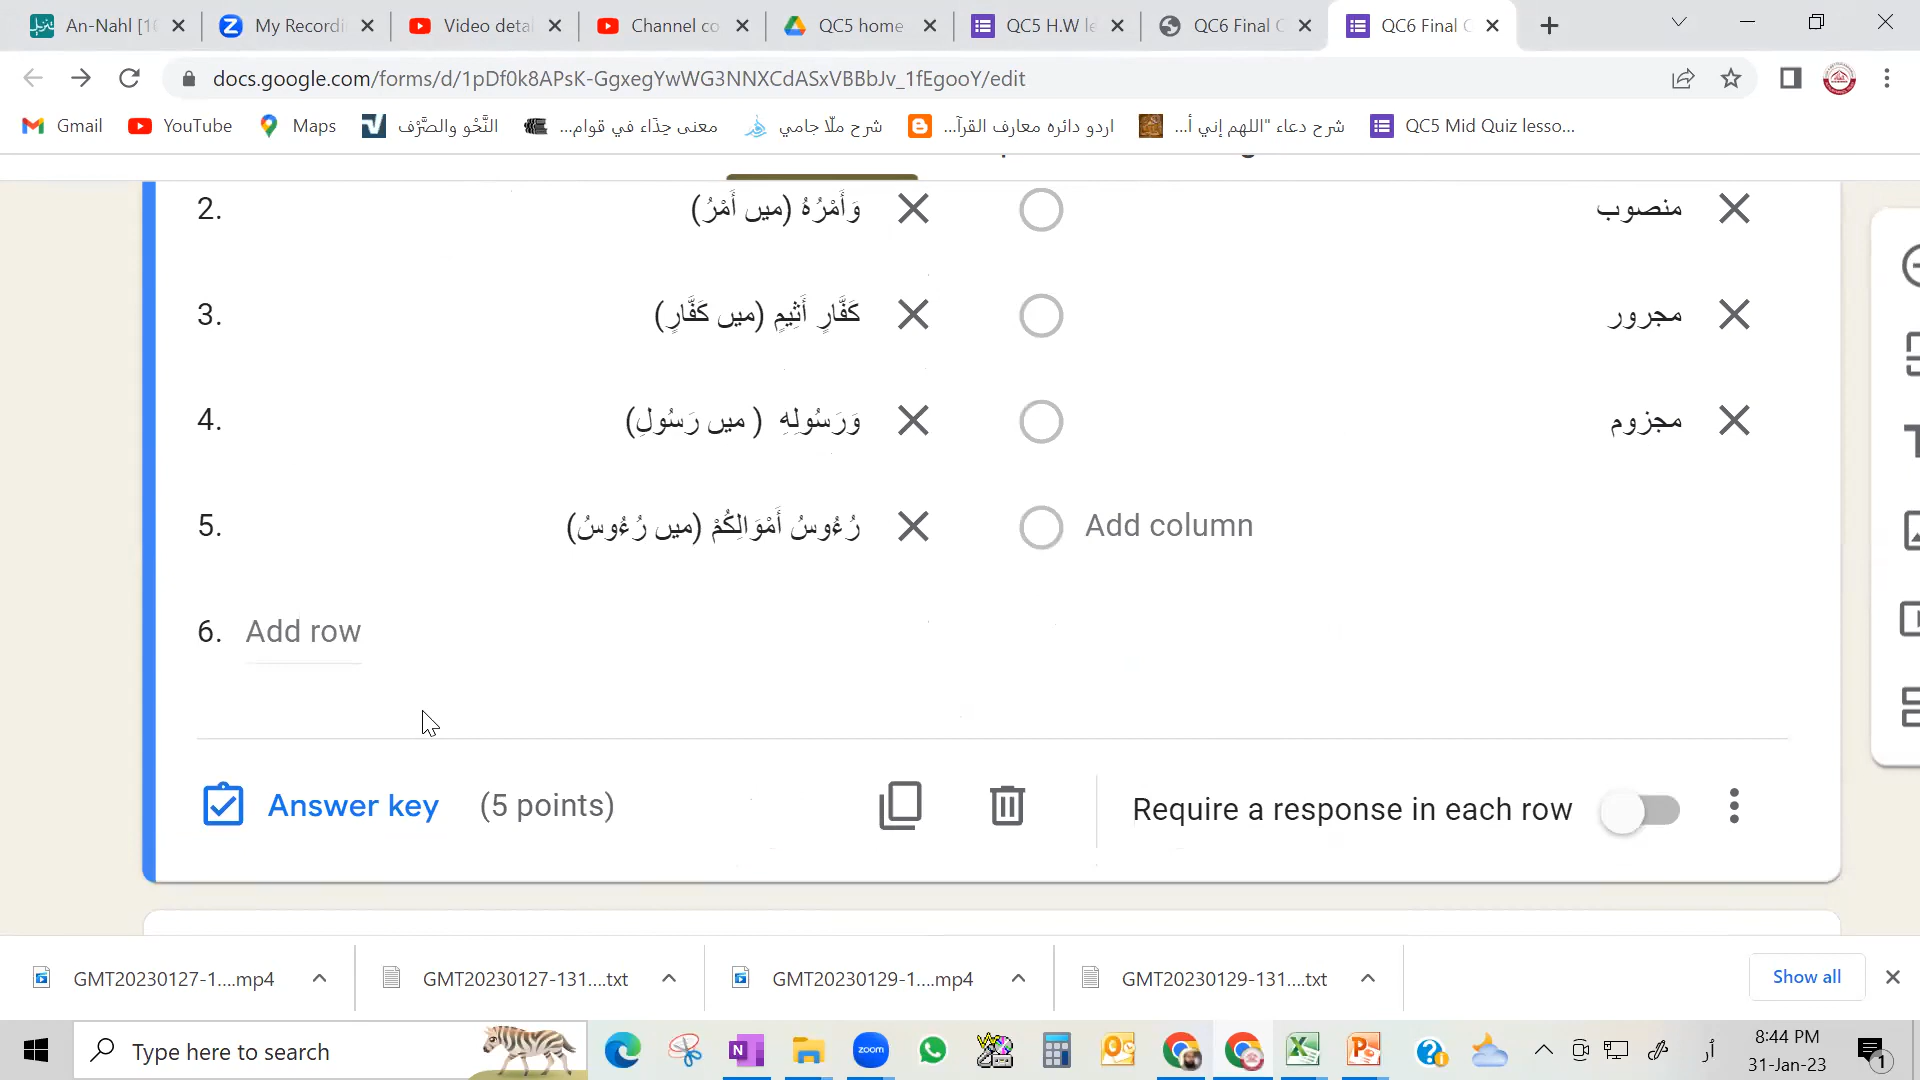 An-Nahl [1
My Recordi
Video detai
Channel co
QC5 home
QC5 H.W le
QC6 Final C
QC6 Final C
docs.google.com/forms/d/1pDf0k8APsK-GgxegYwWG3NNXCdASxVBBbJv_1fEgooY/edit
Gmail
YouTube
Maps
النَّحْو والصَّرْف
معنى حِذَاء في قوام...
شرح ملّا جامي
اردو دائره معارف القرآ...
شرح دعاء "اللهم إني أ...
QC5 Mid Quiz lesso...
2. وَأَمْرُهُ (میں أَمْرُ) منصوب
3. كَفَّارٍ أَثِيمٍ (میں كَفَّارٍ) مجرور
4. وَرَسُولِهِ ( میں رَسُولِ) مجزوم
5. رُءُوسُ أَمْوَالِكُمْ (میں رُءُوسُ) Add column
6. Add row
Answer key (5 points) Require a response in each row
GMT20230127-1....mp4
GMT20230127-131....txt
GMT20230129-1....mp4
GMT20230129-131....txt
Show all
Type here to search
zoom
8:44 PM
31-Jan-23
1